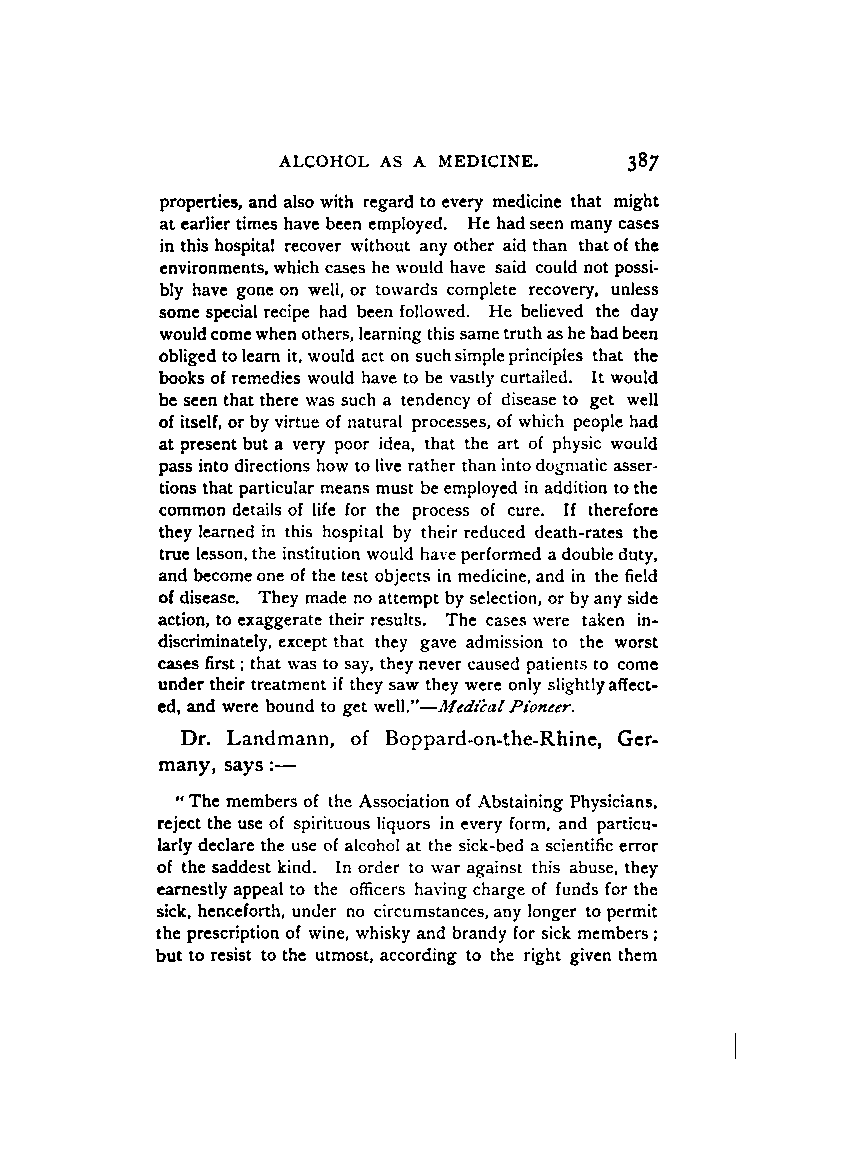 ALCOHOL AS A MEDICINE. 387
properties, and also with regard to every medicine that might
at earlier times have been employed. He had seen many cases
in this hospital recover without any other aid than that of the
environments, which cases he would have said could not possi-
bly have gone on well, or towards complete recovery, unless
some special recipe had been followed. He believed the day
would come when others, learning this same truth as he had been
obliged to learn it, would act on such simple principles that the
books of remedies would have to be vastly curtailed. It would
be seen that there was such a tendency of disease to get well
of itself, or by virtue of natural processes, of which people had
at present but a very poor idea, that the art of physic would
pass into directions how to live rather than into dogmatic asser-
tions that particular means must be employed in addition to the
common details of life for the process of cure. If therefore
they learned in this hospital by their reduced death-rates the
true lesson, the institution would have performed a double duty,
and become one of the test objects in medicine, and in the field
of disease. They made no attempt by selection, or by any side
action, to exaggerate their results. The cases were taken in-
discriminately, except that they gave admission to the worst
cases first ; that was to say, they never caused patients to come
under their treatment if they saw they were only slightly affect-
ed, and were bound to get well."—Medical Pioneer.
Dr. Landmann, of Boppard-on-the-Rhine, Ger-
many, says :—
" The members of the Association of Abstaining Physicians,
reject the use of spirituous liquors in every form, and particu-
larly declare the use of alcohol at the sick-bed a scientific error
of the saddest kind. In order to war against this abuse, they
earnestly appeal to the officers having charge of funds for the
sick, henceforth, under no circumstances, any longer to permit
the prescription of wine, whisky and brandy for sick members ;
but to resist to the utmost, according to the right given them